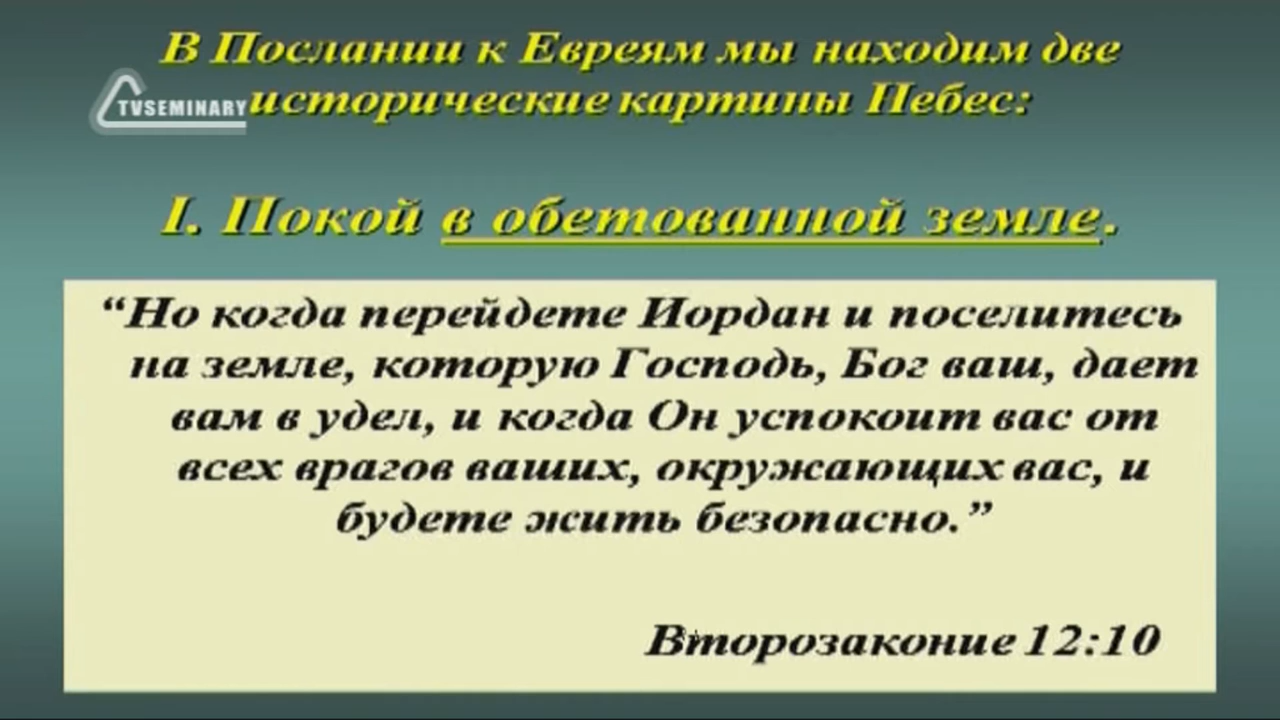 В Послании к Евреям мы находим две
исторические картины Небес:
TVSEMINARY
I. Покой в обетованной земле.
“Но когда перейдете Иордан и поселитесь
на земле, которую Господь, Бог ваш, дает
вам в удел, и когда Он успокоит вас от
всех врагов ваших, окружающих вас, и
будете жить безопасно.”
Второзаконие 12:10